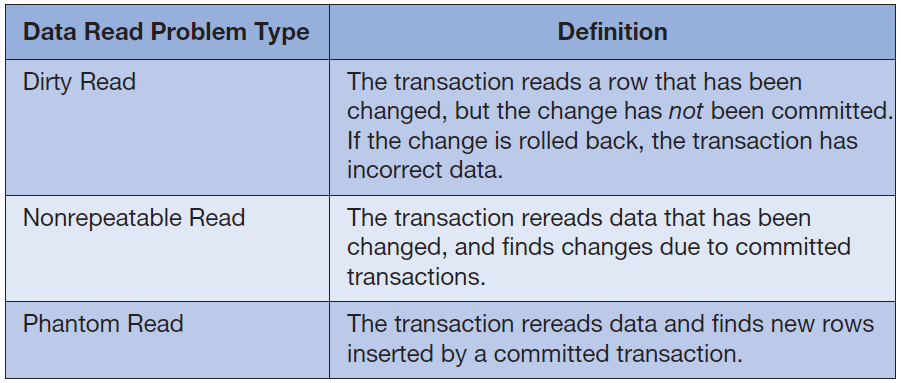 Data Read Problem Type
Definition
Dirty Read
The transaction reads a row that has been
changed, but the change has not been committed.
If the change is rolled back, the transaction has
incorrect data.
Nonrepeatable Read
The transaction rereads data that has been
changed, and finds changes due to committed
transactions.
Phantom Read
The transaction rereads data and finds new rows
inserted by a committed transaction.